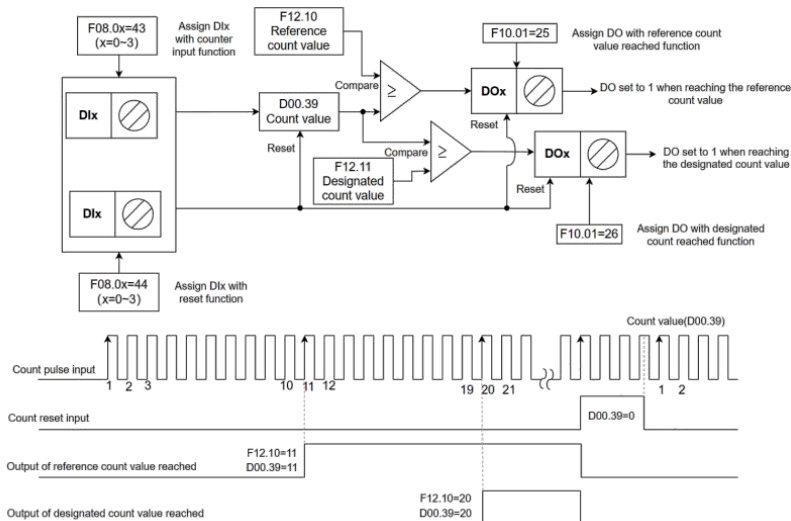 F08.0x=43
(x=0~3)
Assign DIx
with counter
input function
F12.10
Reference
count value
F10.01=25
Assign DO with reference count
value reached function
Compare
≥
DIx
D00.39
Count value
DOx
DO set to 1 when reaching the reference
count value
Reset
Reset
Compare
≥
F12.11
Designated
count value
DOx
DO set to 1 when reaching
the designated count value
Reset
DIx
F10.01=26
Assign DO with designated
count reached function
F08.0x=44
(x=0~3)
Assign DIx with
reset function
Count value(D00.39)
Count pulse input
1 2 3 10 11 12 19 20 21 1 2
Count reset input
D00.39=0
F12.10=11
Output of reference count value reached
D00.39=11
F12.10=20
Output of designated count value reached
D00.39=20